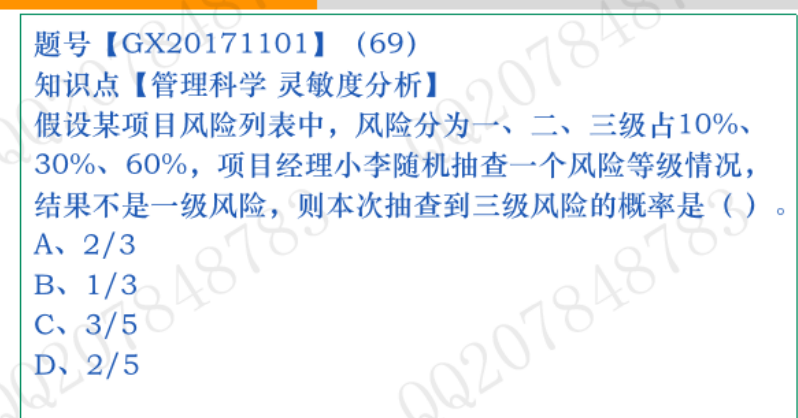 题号【GX20171101】（69）
知识点【管理科学 灵敏度分析】
假设某项目风险列表中，风险分为一、二、三级占10%、
30%、60%，项目经理小李随机抽查一个风险等级情况，
结果不是一级风险，则本次抽查到三级风险的概率是（ ）。
A、2/3
B、1/3
C、3/5
D、2/5
QQ207848783
QQ207848783
QQ207848783
QQ207848783